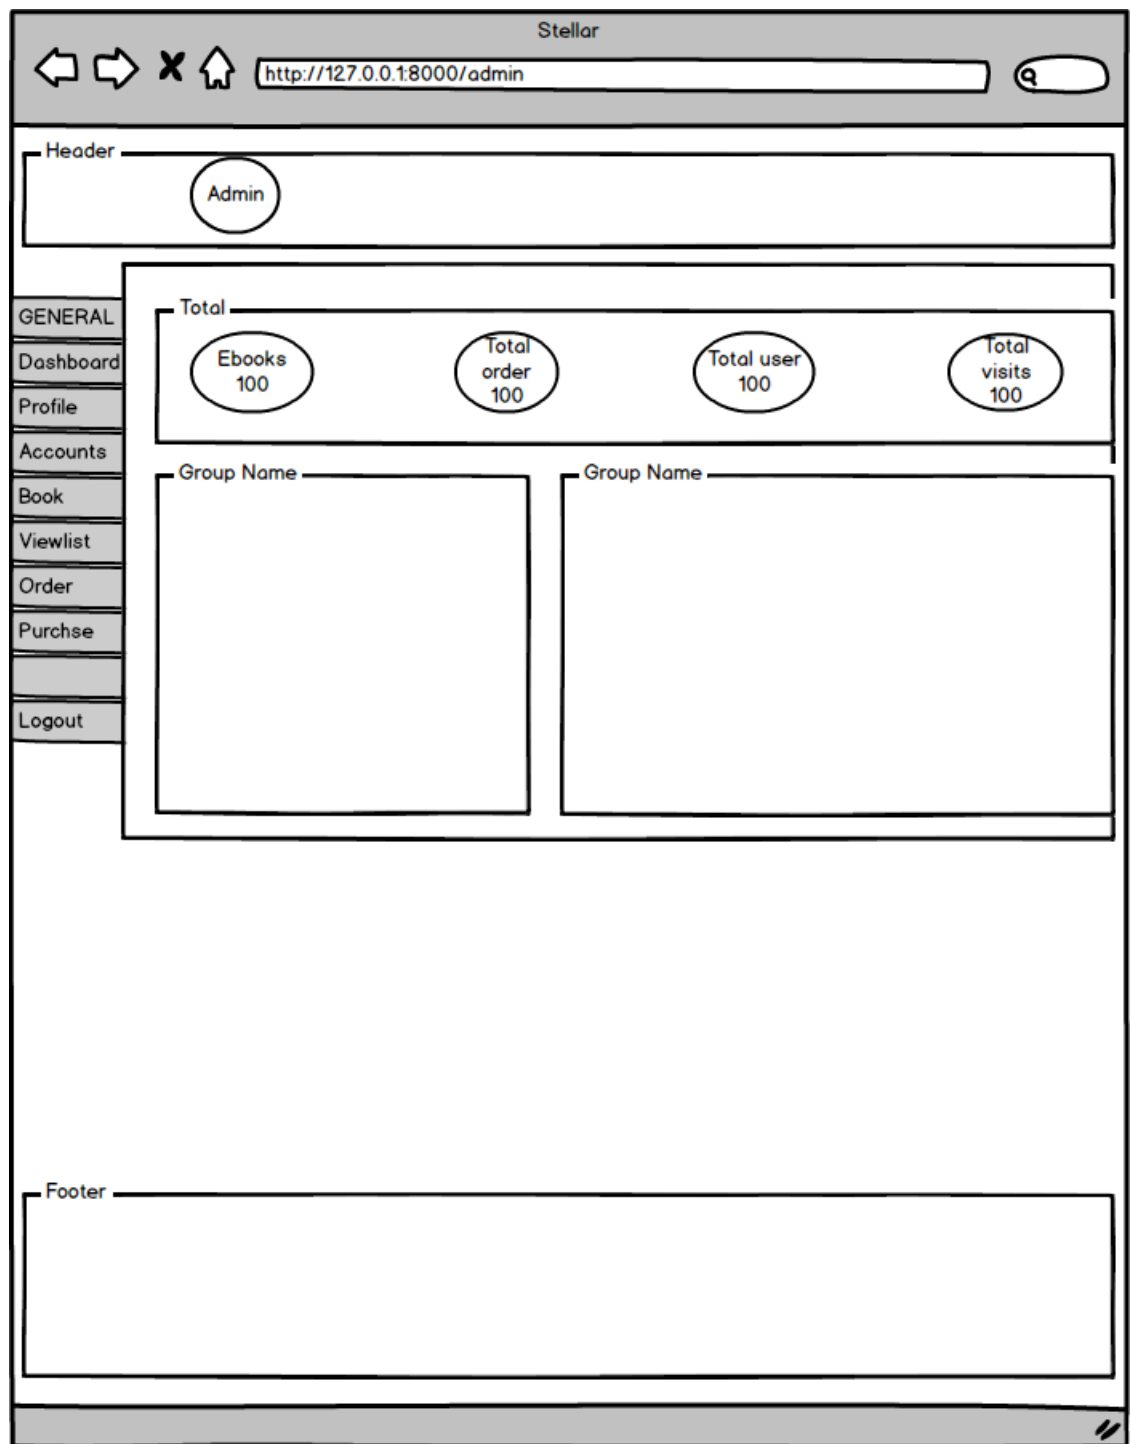 Stellar
http://127.0.0.1:8000/admin
Header
Admin
GENERAL
Dashboard
Profile
Accounts
Book
Viewlist
Order
Purchse
Logout
Total
Ebooks
100
Total
order
100
Total user
100
Total
visits
100
Group Name
Group Name
Footer